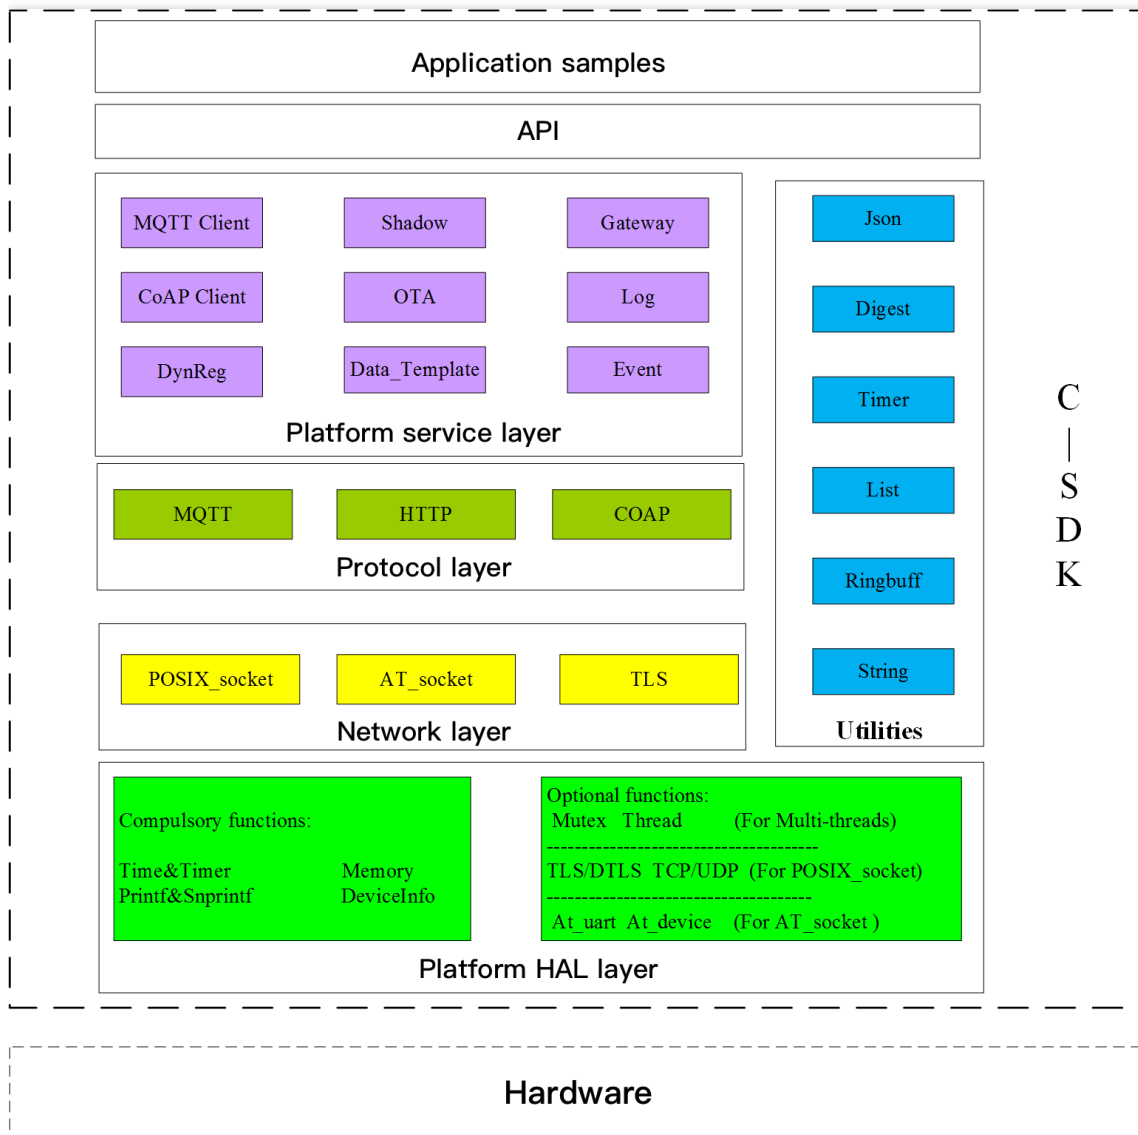 Application samples
API
MQTT Client
Shadow
Gateway
CoAP Client
OTA
Log
DynReg
Data_Template
Event
Platform service layer
MQTT
HTTP
COAP
Protocol layer
POSIX_socket
AT_socket
TLS
Network layer
Json
Digest
Timer
List
Ringbuff
String
Utilities
C
|
S
D
K
Compulsory functions:
Time&Timer Memory
Printf&Snprintf DeviceInfo
Optional functions:
Mutex Thread (For Multi-threads)
---------------------------------------
TLS/DTLS TCP/UDP (For POSIX_socket)
--------------------------------------
At_uart At_device (For AT_socket )
Platform HAL layer
Hardware